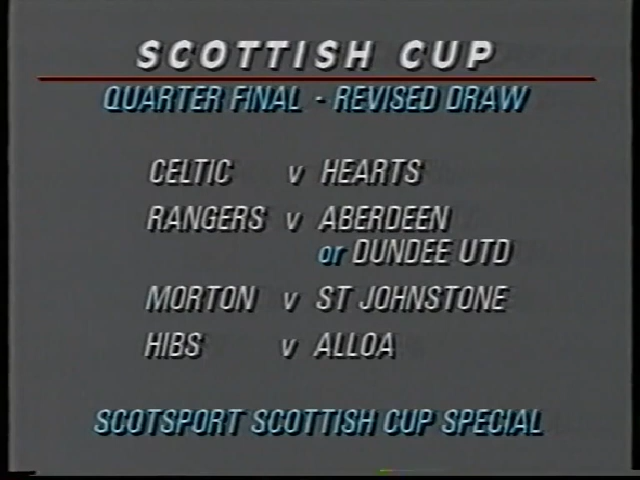 SCOTTISH CUP
QUARTER FINAL - REVISED DRAW
CELTIC v HEARTS
RANGERS v ABERDEEN
or DUNDEE UTD
MORTON v ST JOHNSTONE
HIBS v ALLOA
SCOTSPORT SCOTTISH CUP SPECIAL